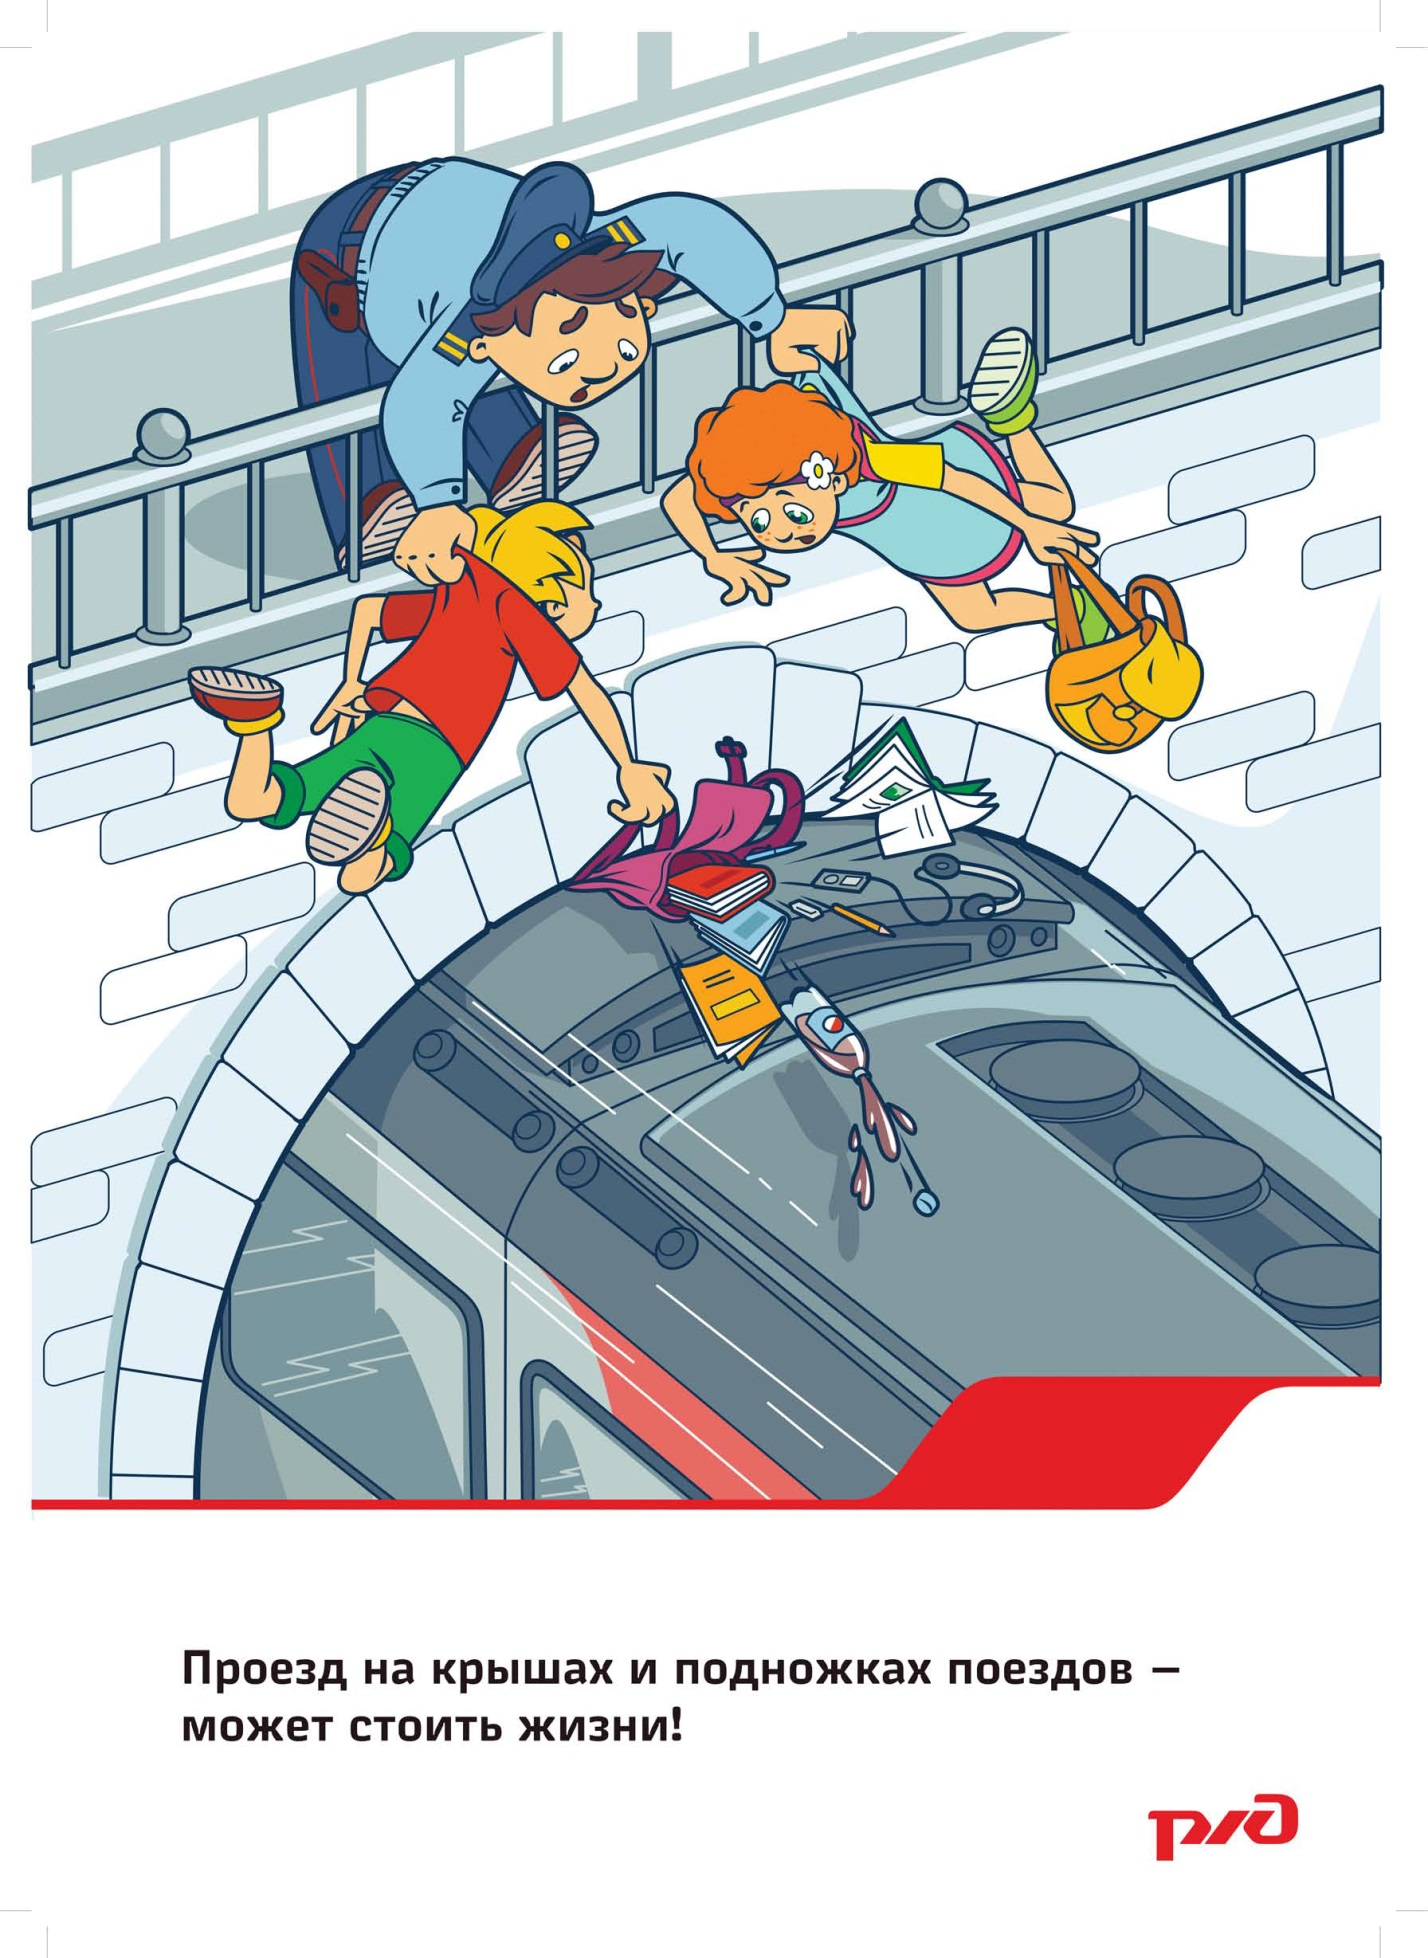 Проезд на крышах и подножках поездов –
может стоить жизни!
РЖД